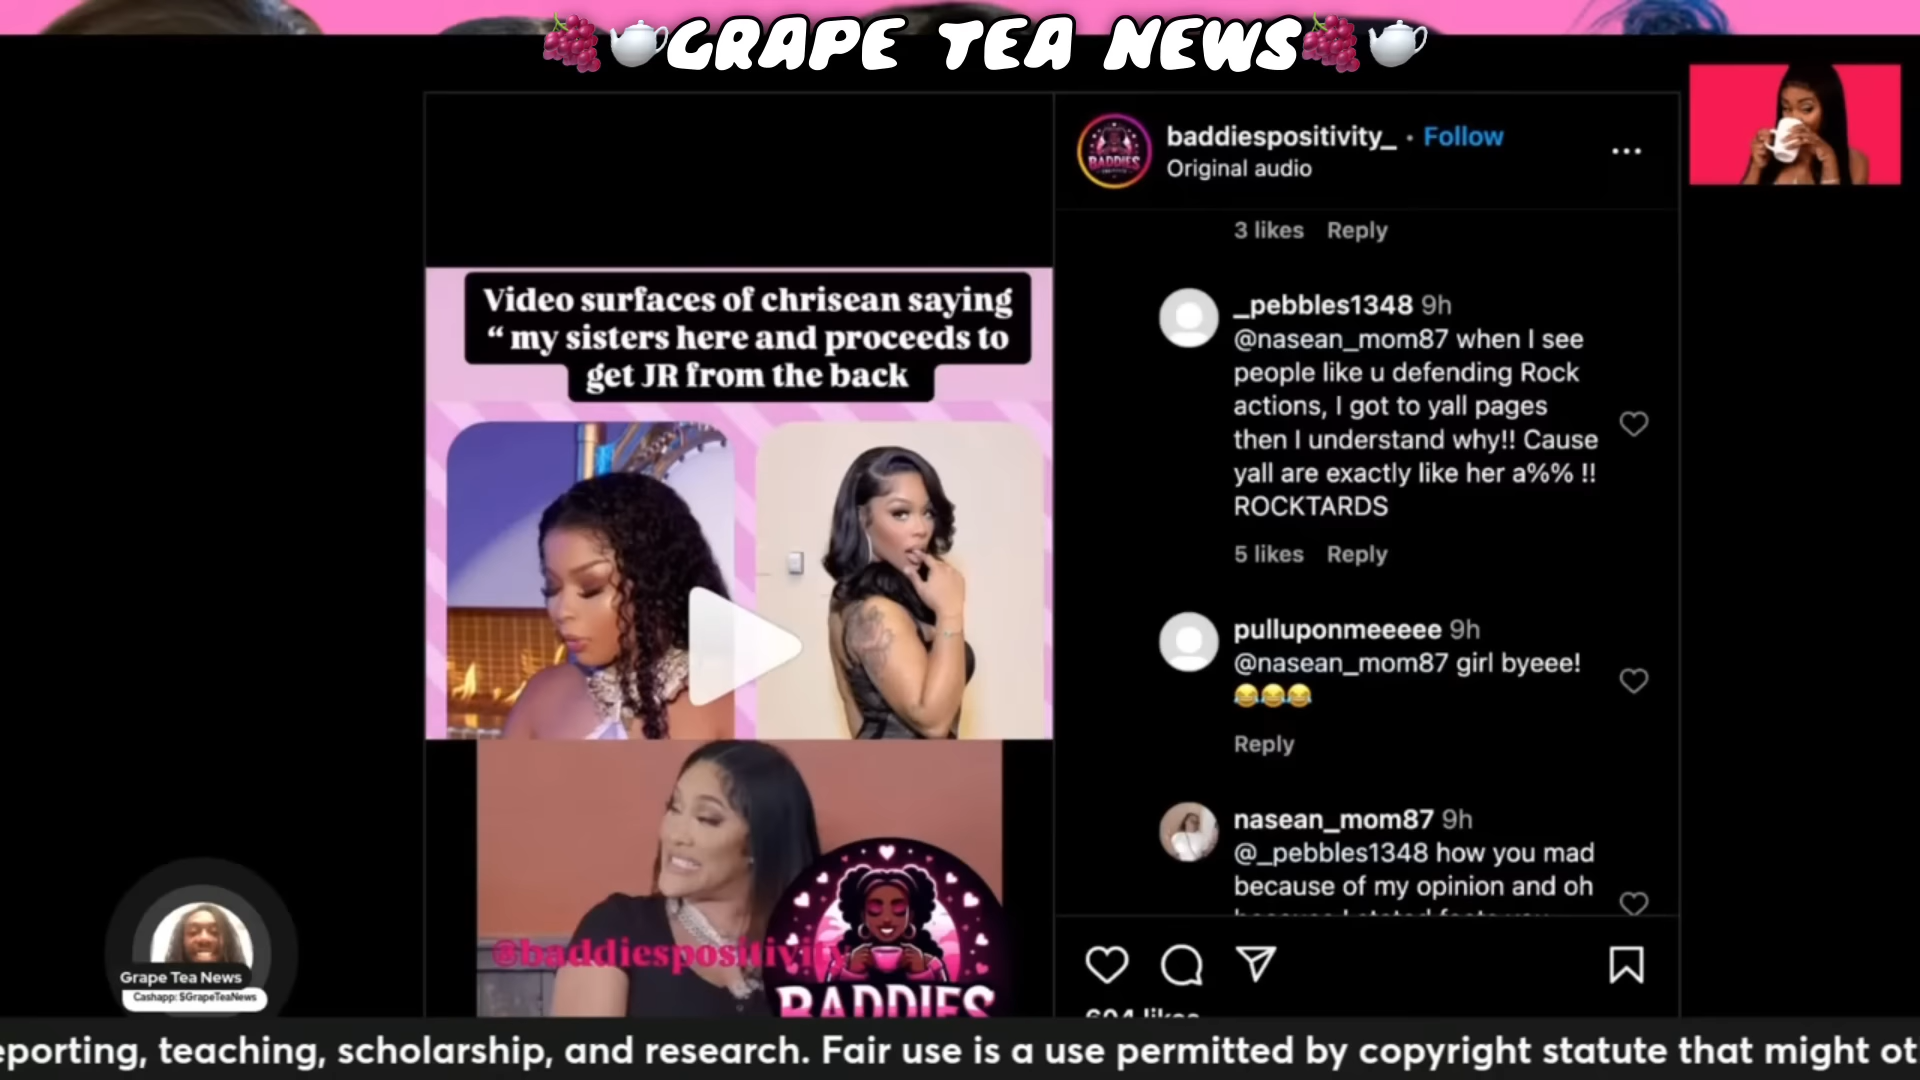 GRAPE TEA NEWS
baddiespositivity_ • Follow
Original audio
3 likes Reply
Video surfaces of chrisean saying
“ my sisters here and proceeds to
get JR from the back
_pebbles1348 9h
@nasean_mom87 when I see
people like u defending Rock
actions, I got to yall pages
then I understand why!! Cause
yall are exactly like her a%% !!
ROCKTARDS
5 likes Reply
pulluponmeeeee 9h
@nasean_mom87 girl byeee!
😂😂😂
Reply
nasean_mom87 9h
@_pebbles1348 how you mad
because of my opinion and oh
@baddiespositivity
BADDIES
BADDIES
Grape Tea News
Cashapp: $GrapeTeaNews
604 likes
eporting, teaching, scholarship, and research. Fair use is a use permitted by copyright statute that might ot